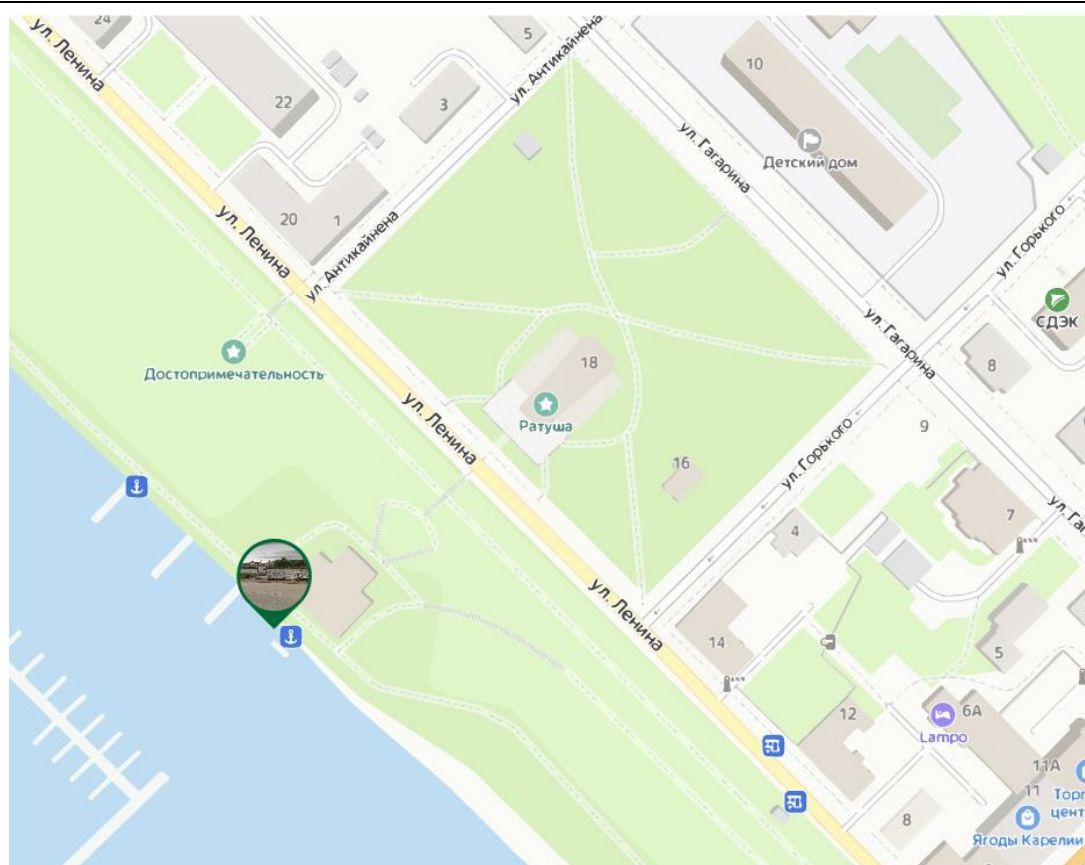 24
ул. Ленина
22
3
5
ул. Антикайнена
10
Детский дом
ул. Гагарина
ул. Горького
СДЭК
8
20
1
ул. Ленина
ул. Антикайнена
Достопримечательность
18
Ратуша
ул. Ленина
16
ул. Горького
ул. Гагарина
9
7
4
ул. Ленина
14
5
12
6А
Lampo
11А
11
8
Ягоды Карелии